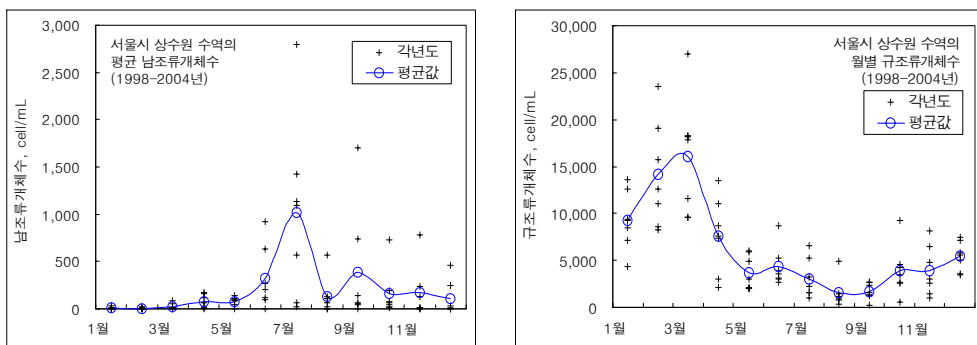 서울시 상수원 수역의
평균 남조류개체수
(1998-2004년)
각년도
평균값
남조류개체수, cell/mL
3,000
2,500
2,000
1,500
1,000
500
0
1월 3월 5월 7월 9월 11월
서울시 상수원 수역의
월별 규조류개체수
(1998-2004년)
각년도
평균값
규조류개체수, cell/mL
30,000
25,000
20,000
15,000
10,000
5,000
0
1월 3월 5월 7월 9월 11월